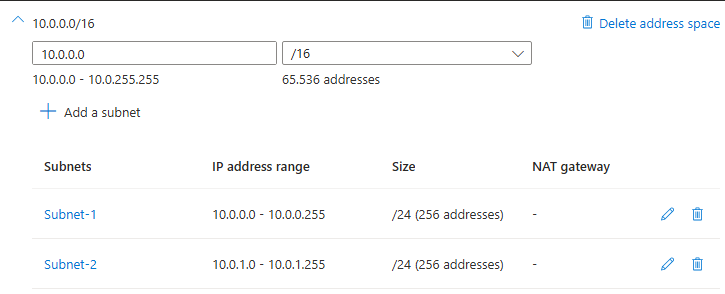 10.0.0.0/16
Delete address space
10.0.0.0
/16
10.0.0.0 - 10.0.255.255
65.536 addresses
Add a subnet
Subnets IP address range Size NAT gateway
Subnet-1 10.0.0.0 - 10.0.0.255 /24 (256 addresses) -
Subnet-2 10.0.1.0 - 10.0.1.255 /24 (256 addresses) -